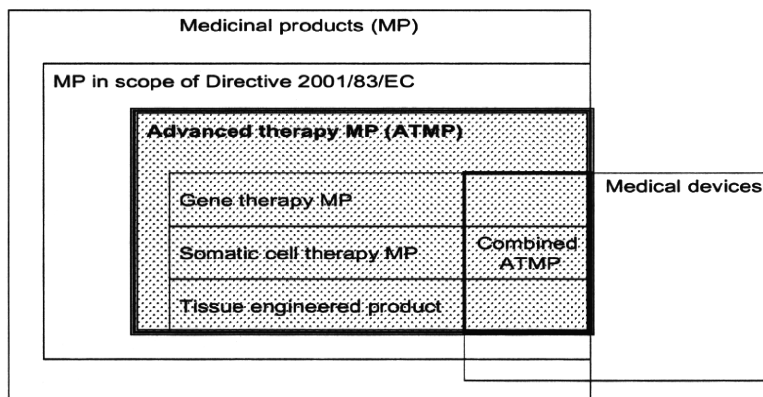 Medicinal products (MP)
MP in scope of Directive 2001/83/EC
Advanced therapy MP (ATMP)
Gene therapy MP
Medical devices
Somatic cell therapy MP
Combined
ATMP
Tissue engineered product